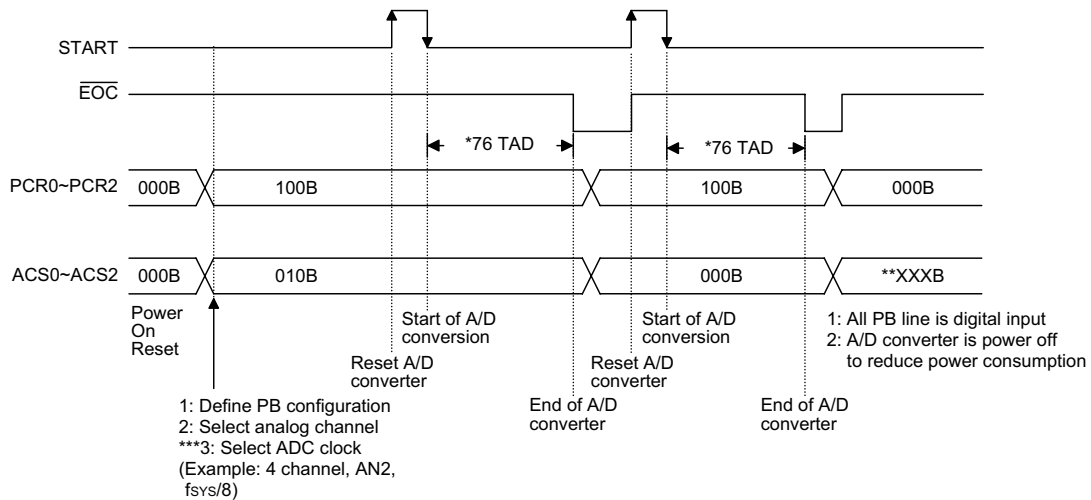 START
EOC
*76 TAD
*76 TAD
PCR0~PCR2
000B
100B
100B
000B
ACS0~ACS2
000B
010B
000B
**XXXB
Power
On
Reset
Start of A/D
conversion
Start of A/D
conversion
1: All PB line is digital input
2: A/D converter is power off
to reduce power consumption
Reset A/D
converter
Reset A/D
converter
1: Define PB configuration
2: Select analog channel
***3: Select ADC clock
(Example: 4 channel, AN2,
fSYS/8)
End of A/D
converter
End of A/D
converter